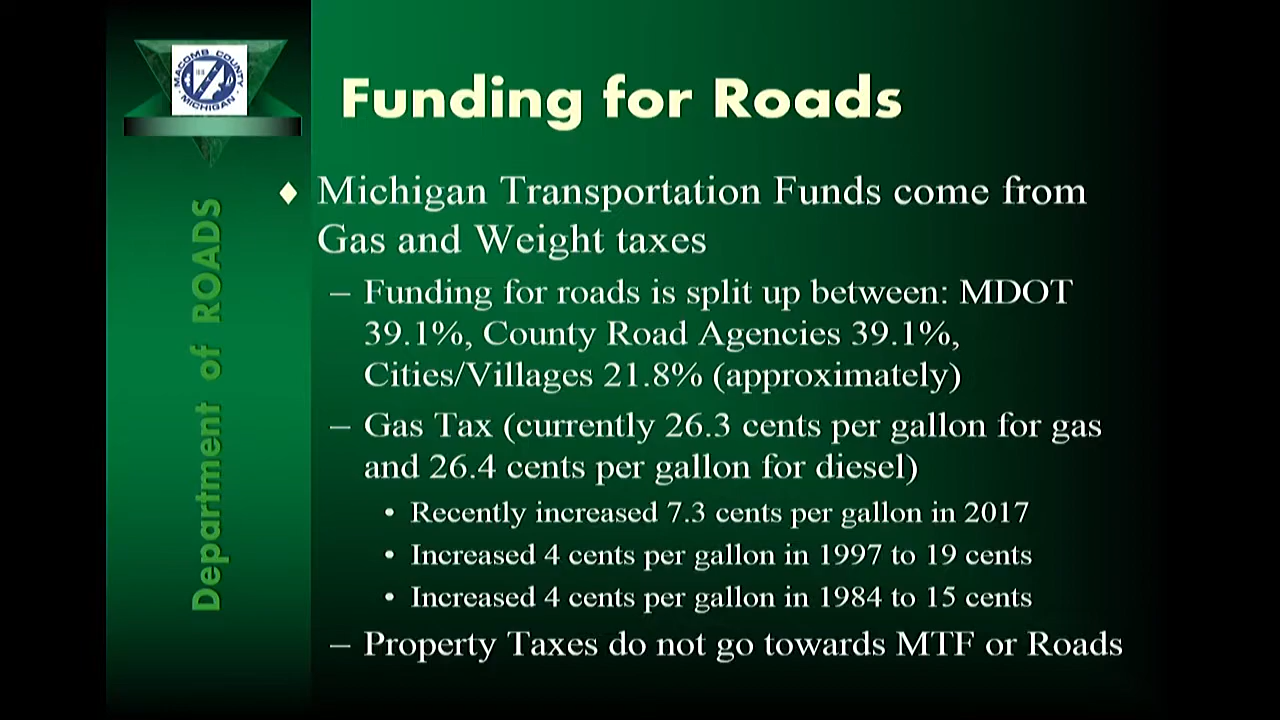 MACOMB COUNTY
MICHIGAN
Department of ROADS
Funding for Roads
♦ Michigan Transportation Funds come from
Gas and Weight taxes
– Funding for roads is split up between: MDOT
39.1%, County Road Agencies 39.1%,
Cities/Villages 21.8% (approximately)
– Gas Tax (currently 26.3 cents per gallon for gas
and 26.4 cents per gallon for diesel)
• Recently increased 7.3 cents per gallon in 2017
• Increased 4 cents per gallon in 1997 to 19 cents
• Increased 4 cents per gallon in 1984 to 15 cents
– Property Taxes do not go towards MTF or Roads